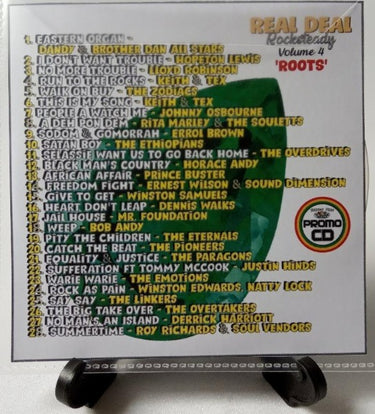 REAL DEAL
Rocksteady
Volume 4
'ROOTS'
1. EASTERN ORGAN -
DANDY & BROTHER DAN ALL STARS
2. I DON'T WANT TROUBLE - HOPETON LEWIS
3. NO MORE TROUBLE - LLOYD ROBINSON
4. RUN TO THE ROCKS - KEITH & TEX
5. WALK ON BUY - THE ZODIACS
6. THIS IS MY SONG - KEITH & TEX
7. PEOPLE A WATCH ME - JOHNNY OSBOURNE
8. A DEH BON DEM - RITA MARLEY & THE SOULETTS
9. SODOM & GOMORRAH - ERROL BROWN
10. SATAN BOY - THE ETHIOPIANS
11. SELASSIE WANT US TO GO BACK HOME - THE OVERDRIVES
12. BLACK MAN'S COUNTRY - HORACE ANDY
13. AFRICAN AFFAIR - PRINCE BUSTER
14. FREEDOM FIGHT - ERNEST WILSON & SOUND DIMENSION
15. GIVE TO GET - WINSTON SAMUELS
16. HEART DON'T LEAP - DENNIS WALKS
17. JAIL HOUSE - MR. FOUNDATION
18. WEEP - BOB ANDY
19. PITY THE CHILDREN - THE ETERNALS
20. CATCH THE BEAT - THE PIONEERS
21. EQUALITY & JUSTICE - THE PARAGONS
22. SUFFERATION FT TOMMY MCCOOK - JUSTIN HINDS
23. WARIE WARIE - THE EMOTIONS
24. ROCK AS PAIN - WINSTON EDWARDS, NATTY LOCK
25. SAY SAY - THE LINKERS
26. THE BIG TAKE OVER - THE OVERTAKERS
27. NO MAN'S AN ISLAND - DERRICK HARRIOTT
28. SUMMERTIME - ROY RICHARDS & SOUL VENDORS
PROMO
CD